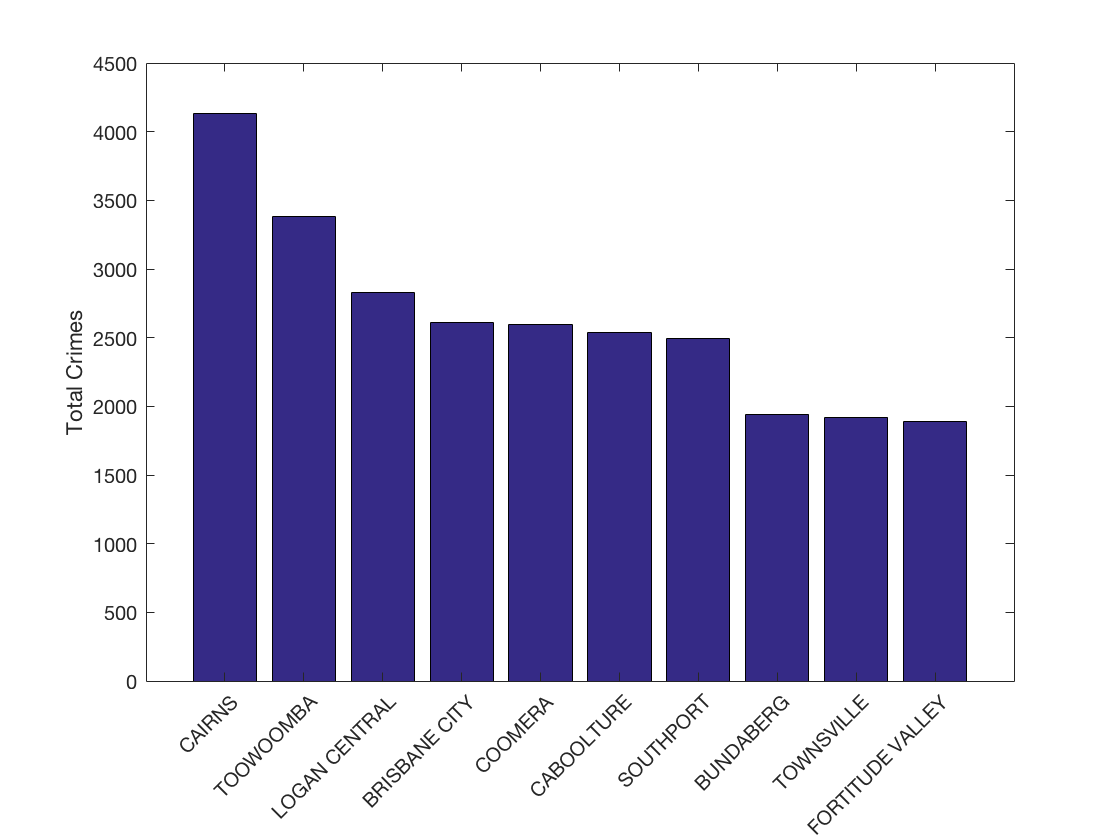 4500
4000
3500
3000
2500
2000
1500
1000
500
0
Total Crimes
CAIRNS
TOOWOOMBA
LOGAN CENTRAL
BRISBANE CITY
COOMERA
CABOOLTURE
SOUTHPORT
BUNDABERG
TOWNSVILLE
FORTITUDE VALLEY